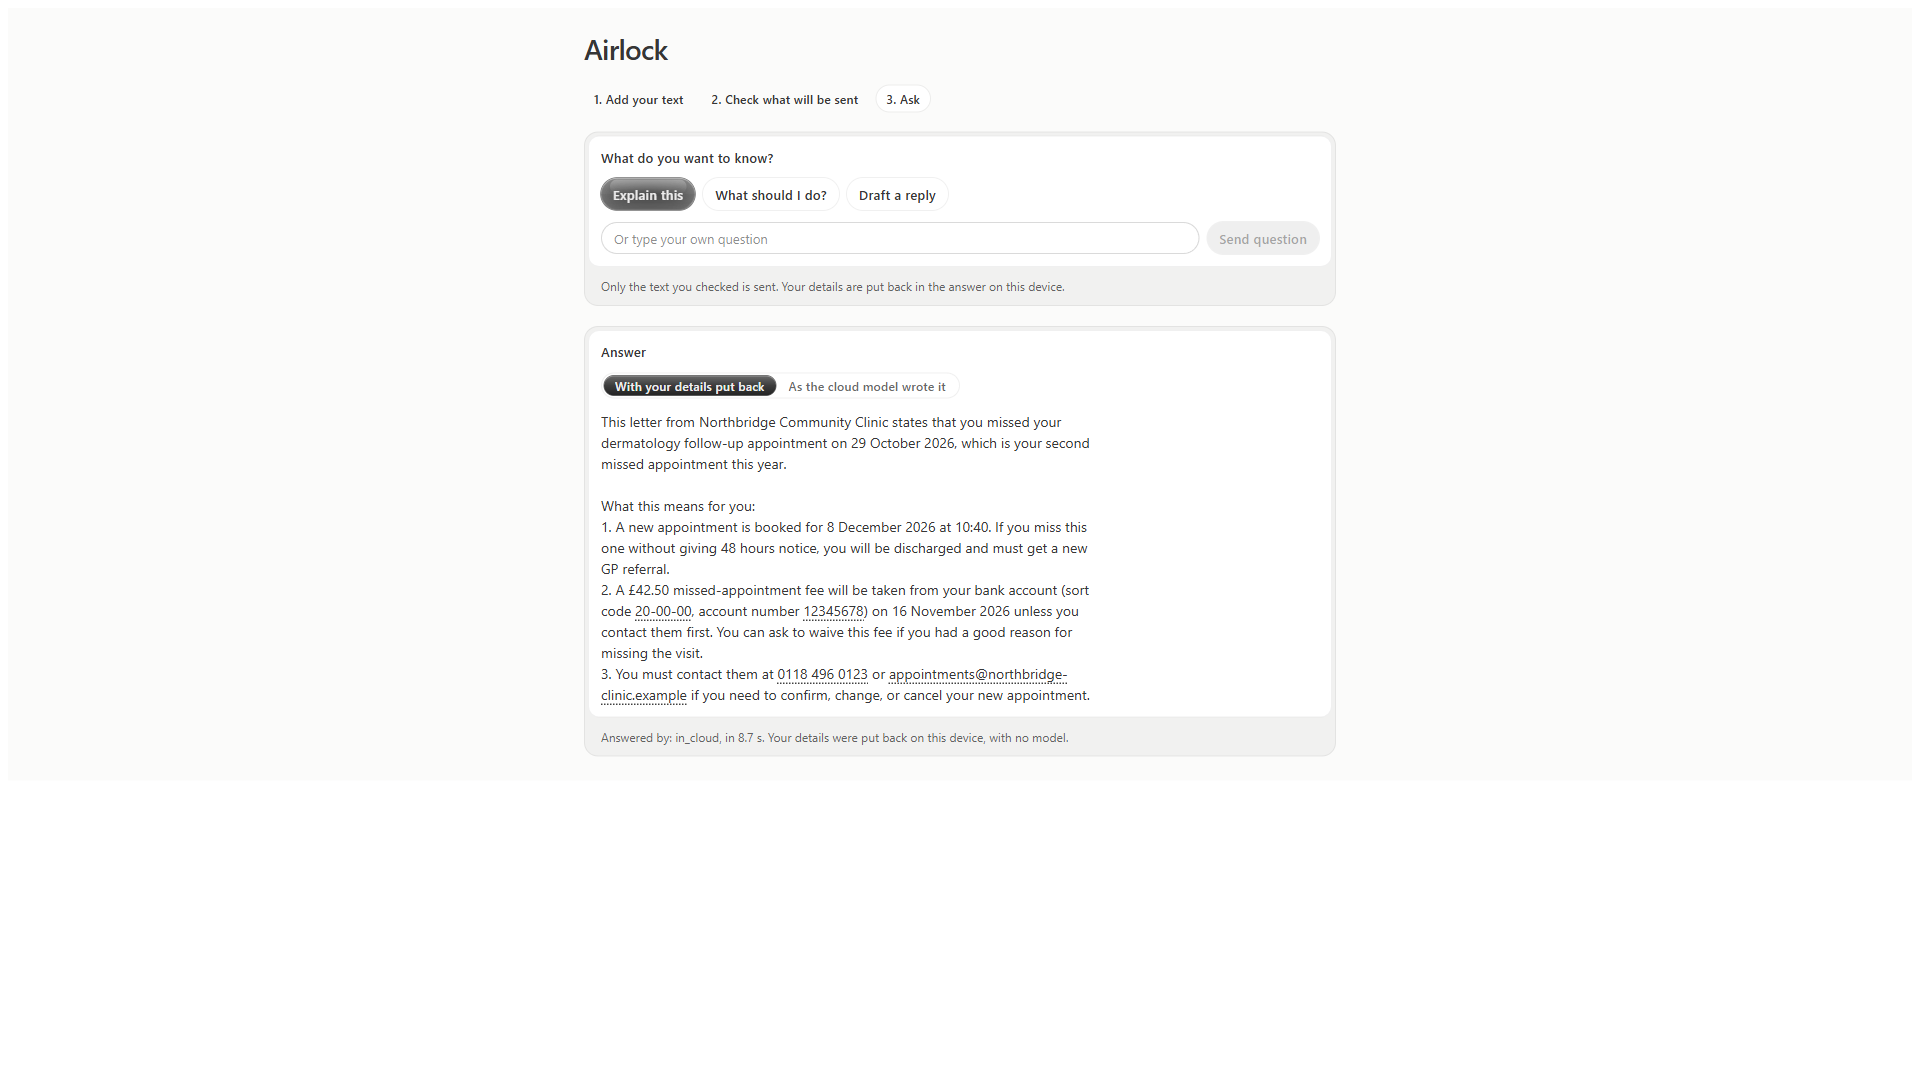 Airlock
1. Add your text
2. Check what will be sent
3. Ask
What do you want to know?
Explain this
What should I do?
Draft a reply
Or type your own question
Send question
Only the text you checked is sent. Your details are put back in the answer on this device.
Answer
With your details put back
As the cloud model wrote it
This letter from Northbridge Community Clinic states that you missed your
dermatology follow-up appointment on 29 October 2026, which is your second
missed appointment this year.
What this means for you:
1. A new appointment is booked for 8 December 2026 at 10:40. If you miss this
one without giving 48 hours notice, you will be discharged and must get a new
GP referral.
2. A £42.50 missed-appointment fee will be taken from your bank account (sort
code 20-00-00, account number 12345678) on 16 November 2026 unless you
contact them first. You can ask to waive this fee if you had a good reason for
missing the visit.
3. You must contact them at 0118 496 0123 or appointments@northbridge-
clinic.example if you need to confirm, change, or cancel your new appointment.
Answered by: in_cloud, in 8.7 s. Your details were put back on this device, with no model.